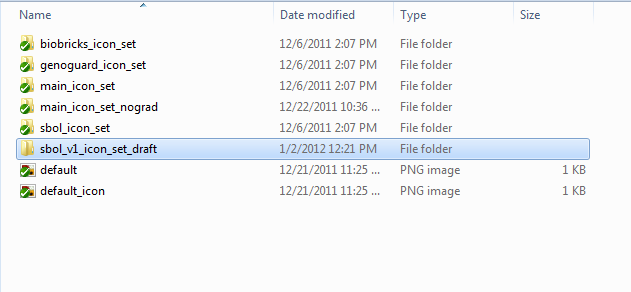 Name Date modified Type Size
biobricks_icon_set 12/6/2011 2:07 PM File folder
genoguard_icon_set 12/6/2011 2:07 PM File folder
main_icon_set 12/6/2011 2:07 PM File folder
main_icon_set_nograd 12/22/2011 10:36 ... File folder
sbol_icon_set 12/6/2011 2:07 PM File folder
sbol_v1_icon_set_draft 1/2/2012 12:21 PM File folder
default 12/21/2011 11:25 ... PNG image 1 KB
default_icon 12/21/2011 11:25 ... PNG image 1 KB